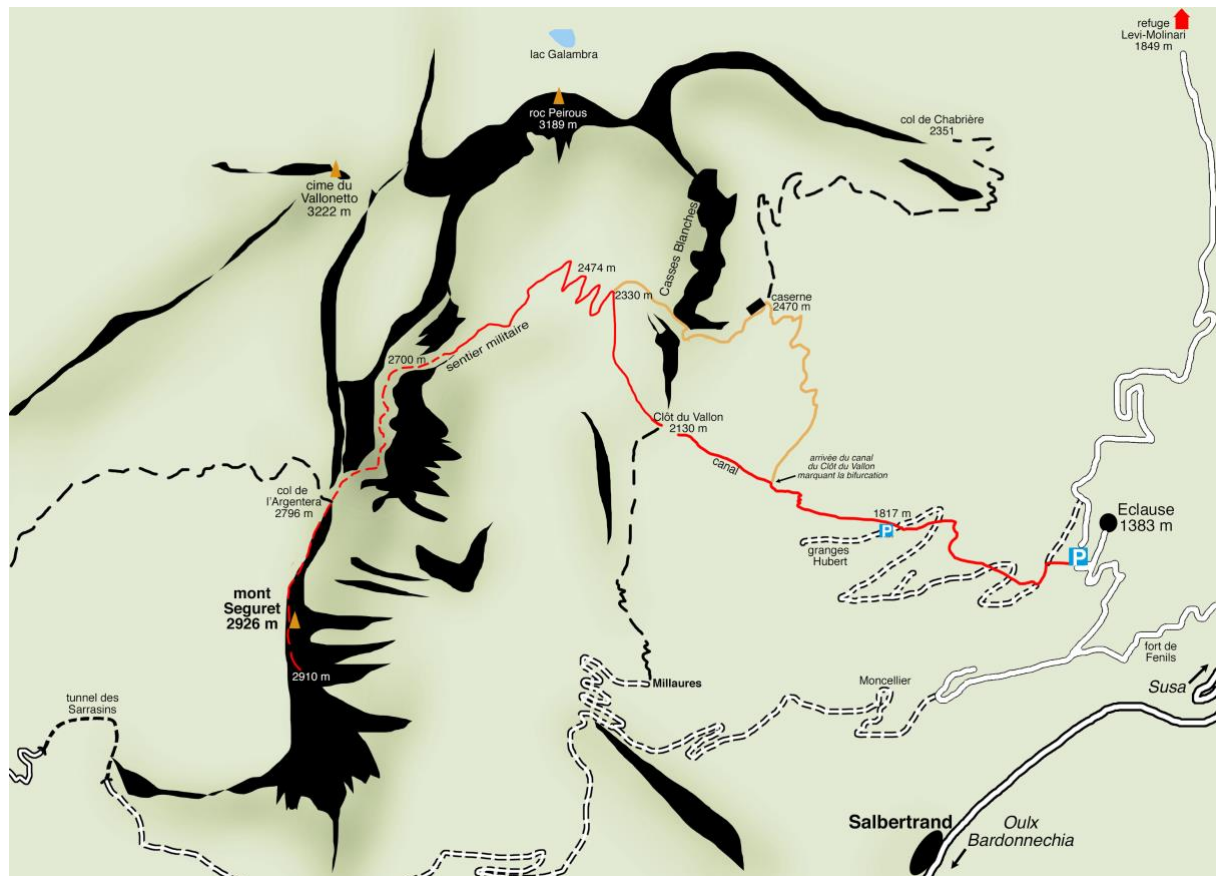 refuge
Levi-Molinari
1849 m
lac Galambra
roc Peirous
3189 m
col de Chabrière
2351
cime du
Vallonetto
3222 m
Casses Blanches
2474 m
2330 m
caserne
2470 m
sentier militaire
2700 m
Clôt du Vallon
2130 m
canal
arrivée du canal
du Clôt du Vallon
marquant la bifurcation
col de
l'Argentera
2796 m
1817 m
P
granges
Hubert
Eclause
1383 m
P
mont
Seguret
2926 m
2910 m
fort de
Fenils
Millaures
Moncellier
Susa
tunnel des
Sarrasins
Salbertrand
Oulx
Bardonnechia